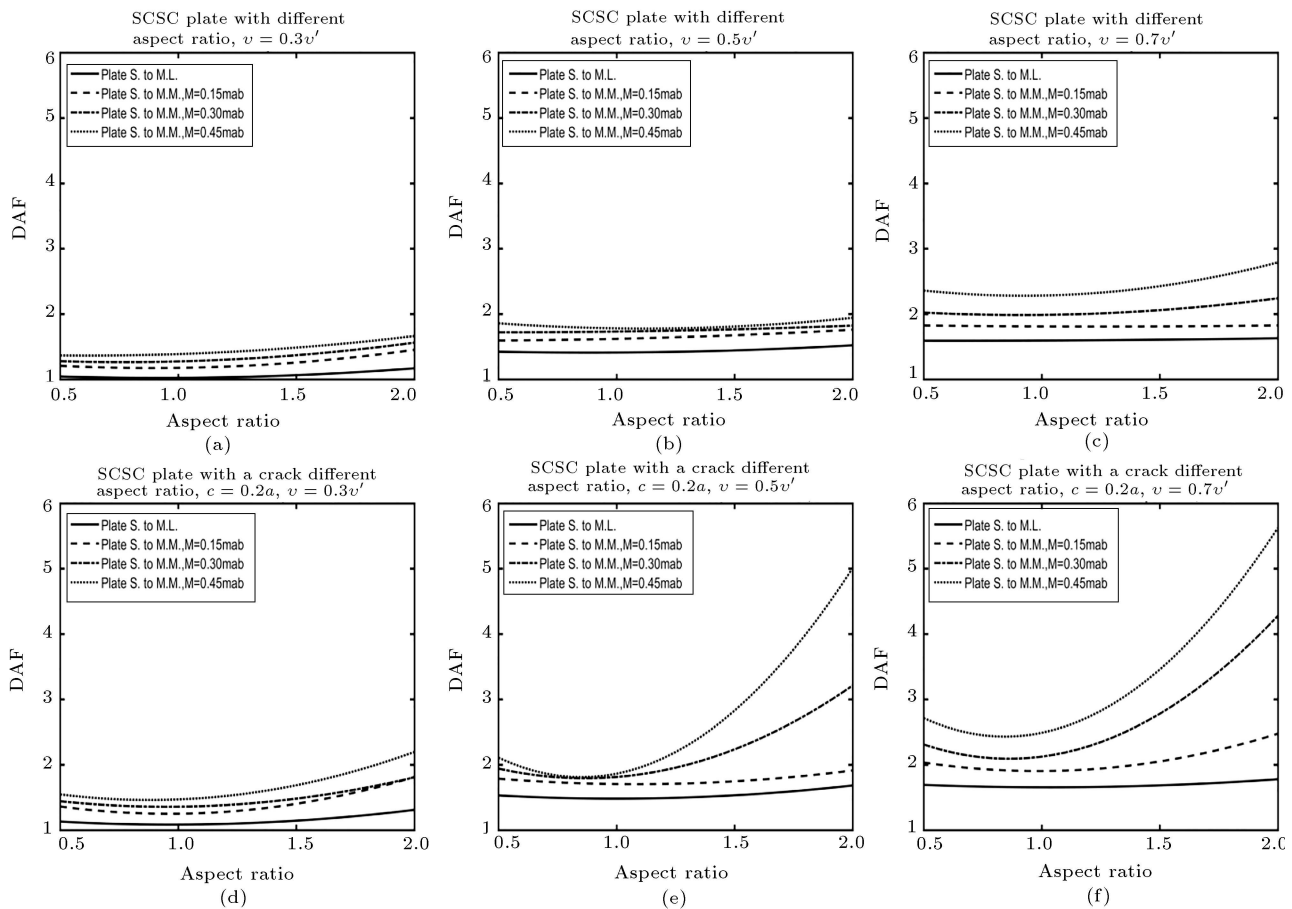 SCSC plate with different
aspect ratio, υ = 0.3υ′
6
5
4
3
2
1
DAF
Plate S. to M.L.
Plate S. to M.M.,M=0.15mab
Plate S. to M.M.,M=0.30mab
Plate S. to M.M.,M=0.45mab
0.5 1.0 1.5 2.0
Aspect ratio
(a)
SCSC plate with different
aspect ratio, υ = 0.5υ′
6
5
4
3
2
1
DAF
Plate S. to M.L.
Plate S. to M.M.,M=0.15mab
Plate S. to M.M.,M=0.30mab
Plate S. to M.M.,M=0.45mab
0.5 1.0 1.5 2.0
Aspect ratio
(b)
SCSC plate with different
aspect ratio, υ = 0.7υ′
6
5
4
3
2
1
DAF
Plate S. to M.L.
Plate S. to M.M.,M=0.15mab
Plate S. to M.M.,M=0.30mab
Plate S. to M.M.,M=0.45mab
0.5 1.0 1.5 2.0
Aspect ratio
(c)
SCSC plate with a crack different
aspect ratio, c = 0.2a, υ = 0.3υ′
6
5
4
3
2
1
DAF
Plate S. to M.L.
Plate S. to M.M.,M=0.15mab
Plate S. to M.M.,M=0.30mab
Plate S. to M.M.,M=0.45mab
0.5 1.0 1.5 2.0
Aspect ratio
(d)
SCSC plate with a crack different
aspect ratio, c = 0.2a, υ = 0.5υ′
6
5
4
3
2
1
DAF
Plate S. to M.L.
Plate S. to M.M.,M=0.15mab
Plate S. to M.M.,M=0.30mab
Plate S. to M.M.,M=0.45mab
0.5 1.0 1.5 2.0
Aspect ratio
(e)
SCSC plate with a crack different
aspect ratio, c = 0.2a, υ = 0.7υ′
6
5
4
3
2
1
DAF
Plate S. to M.L.
Plate S. to M.M.,M=0.15mab
Plate S. to M.M.,M=0.30mab
Plate S. to M.M.,M=0.45mab
0.5 1.0 1.5 2.0
Aspect ratio
(f)